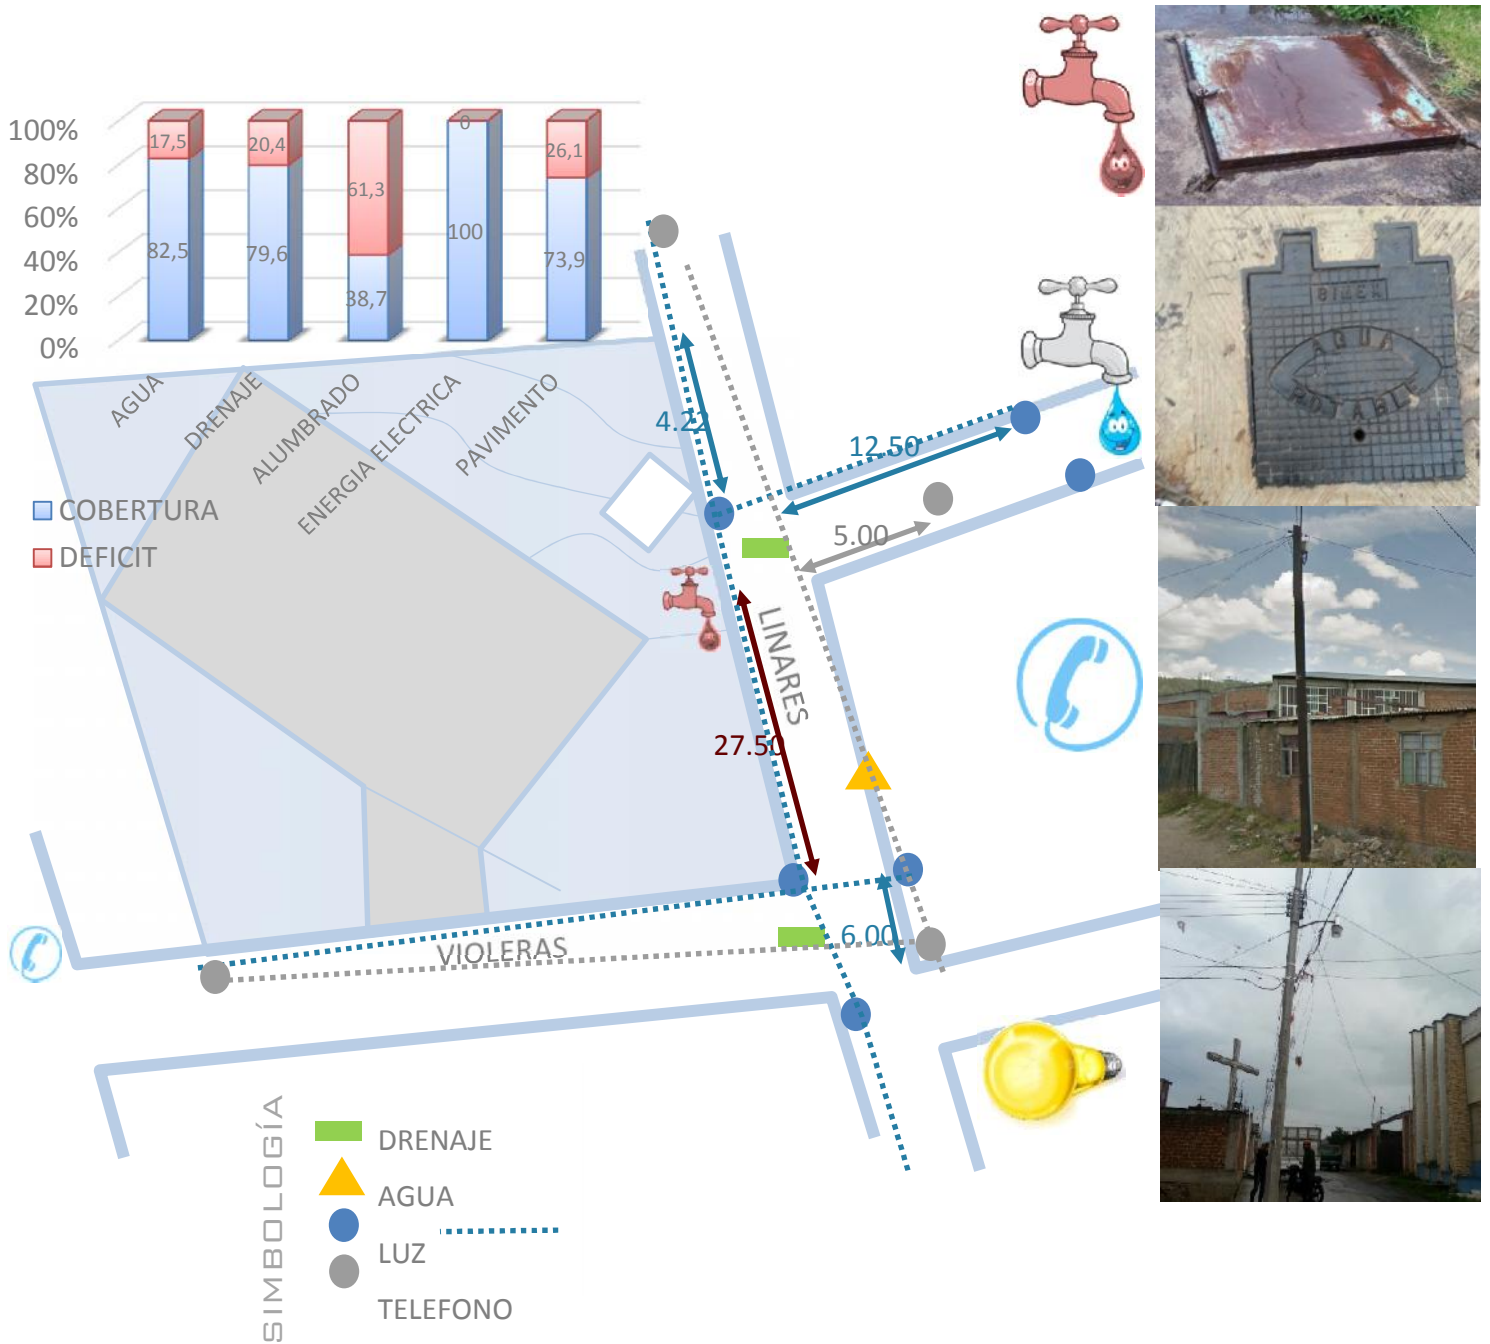 100%
80%
60%
40%
20%
0%
17,5
20,4
61,3
0
26,1
82,5
79,6
38,7
100
73,9
AGUA
DRENAJE
ALUMBRADO
ENERGIA ELECTRICA
PAVIMENTO
COBERTURA
DEFICIT
4.22
12.50
5.00
LINARES
27.50
6.00
VIOLERAS
AGUA
POTABLE
SIMBOLOGÍA
DRENAJE
AGUA
LUZ
TELEFONO